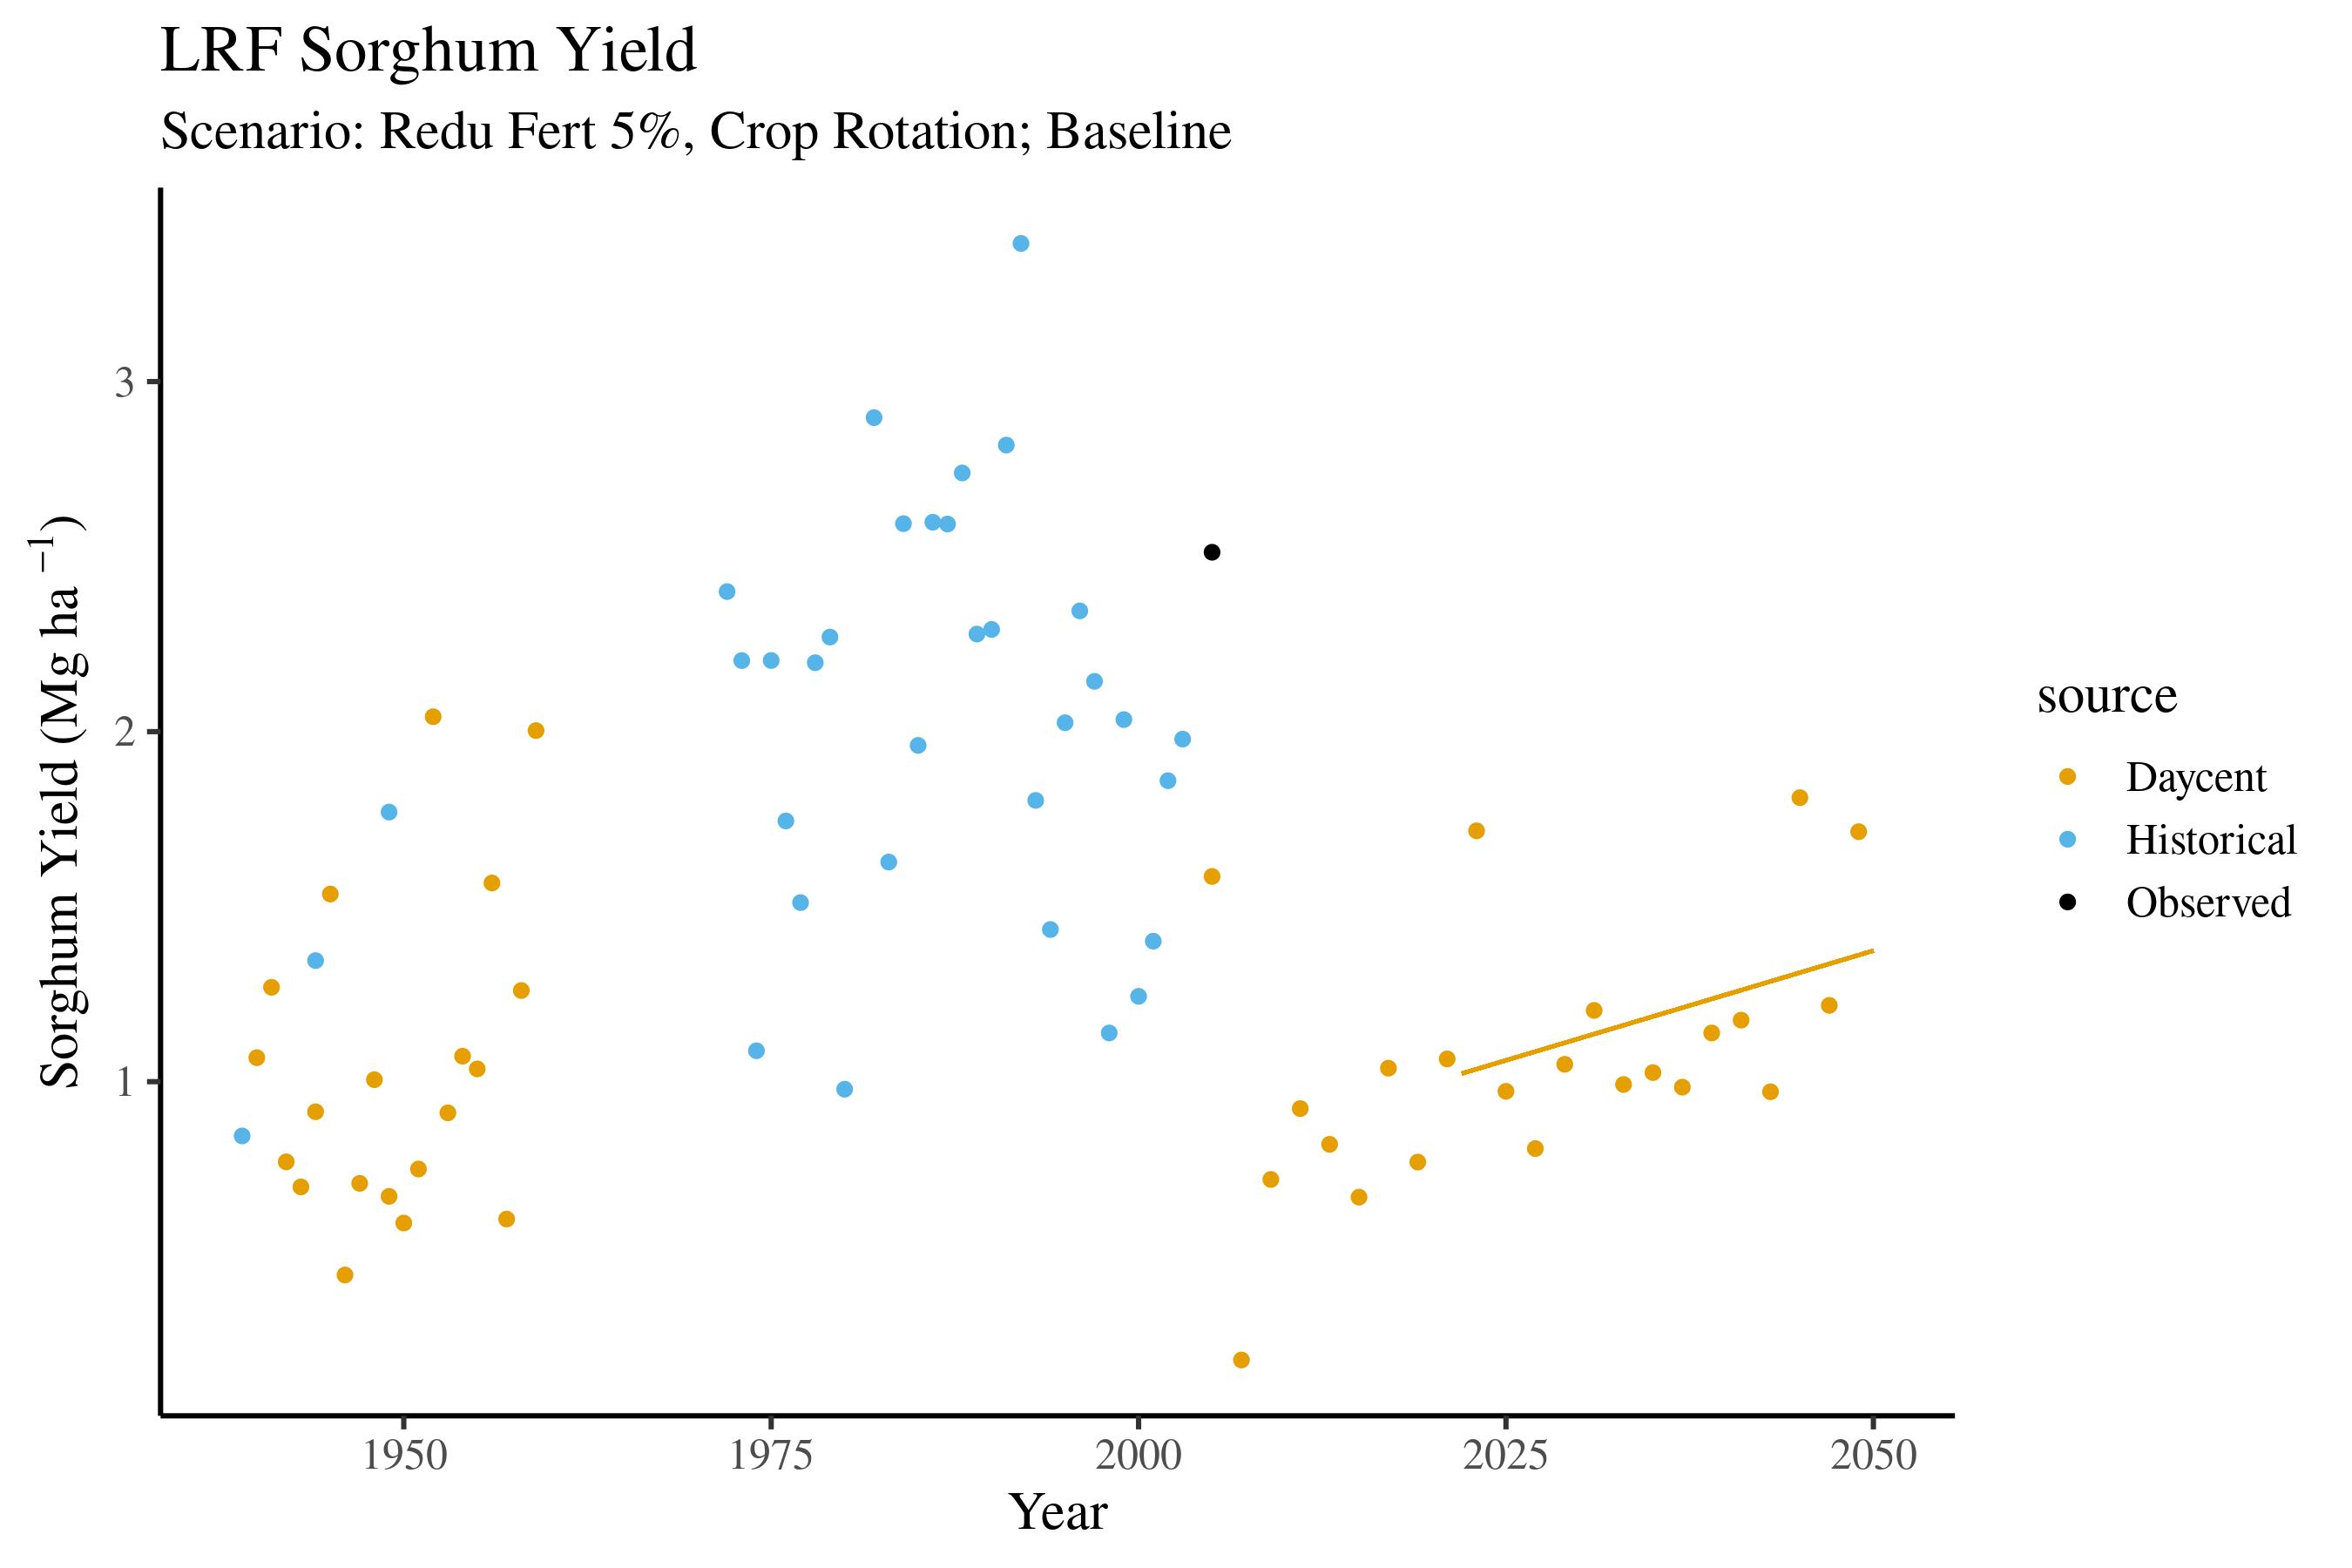 LRF Sorghum Yield
Scenario: Redu Fert 5%, Crop Rotation; Baseline
Sorghum Yield (Mg ha −1)
3
2
1
1950
1975
2000
2025
2050
Year
source
Daycent
Historical
Observed